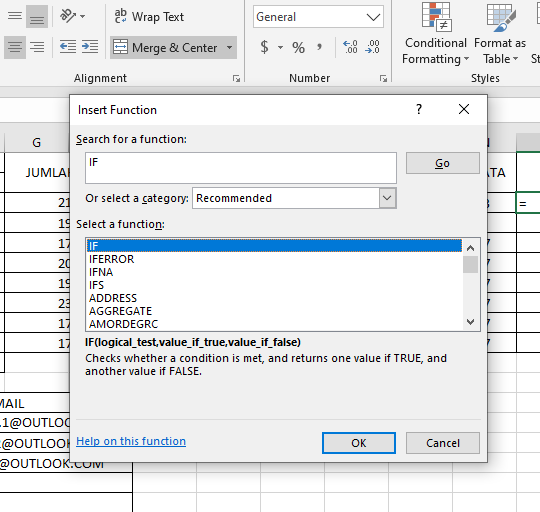 Wrap Text
General
Merge & Center
$ % ,
Conditional Formatting
Format as Table
Alignment
Number
Styles
Insert Function
? ×
G
JUMLA
Search for a function:
IF
Go
Or select a category: Recommended
=
Select a function:
IF
IFERROR
IFNA
IFS
ADDRESS
AGGREGATE
AMORDEGRC
21
19
17
20
19
23
17
17
IF(logical_test,value_if_true,value_if_false)
Checks whether a condition is met, and returns one value if TRUE, and
another value if FALSE.
Help on this function
OK
Cancel
MAIL
1@OUTLOO
@OUTLOOK
@OUTLOOK.COM